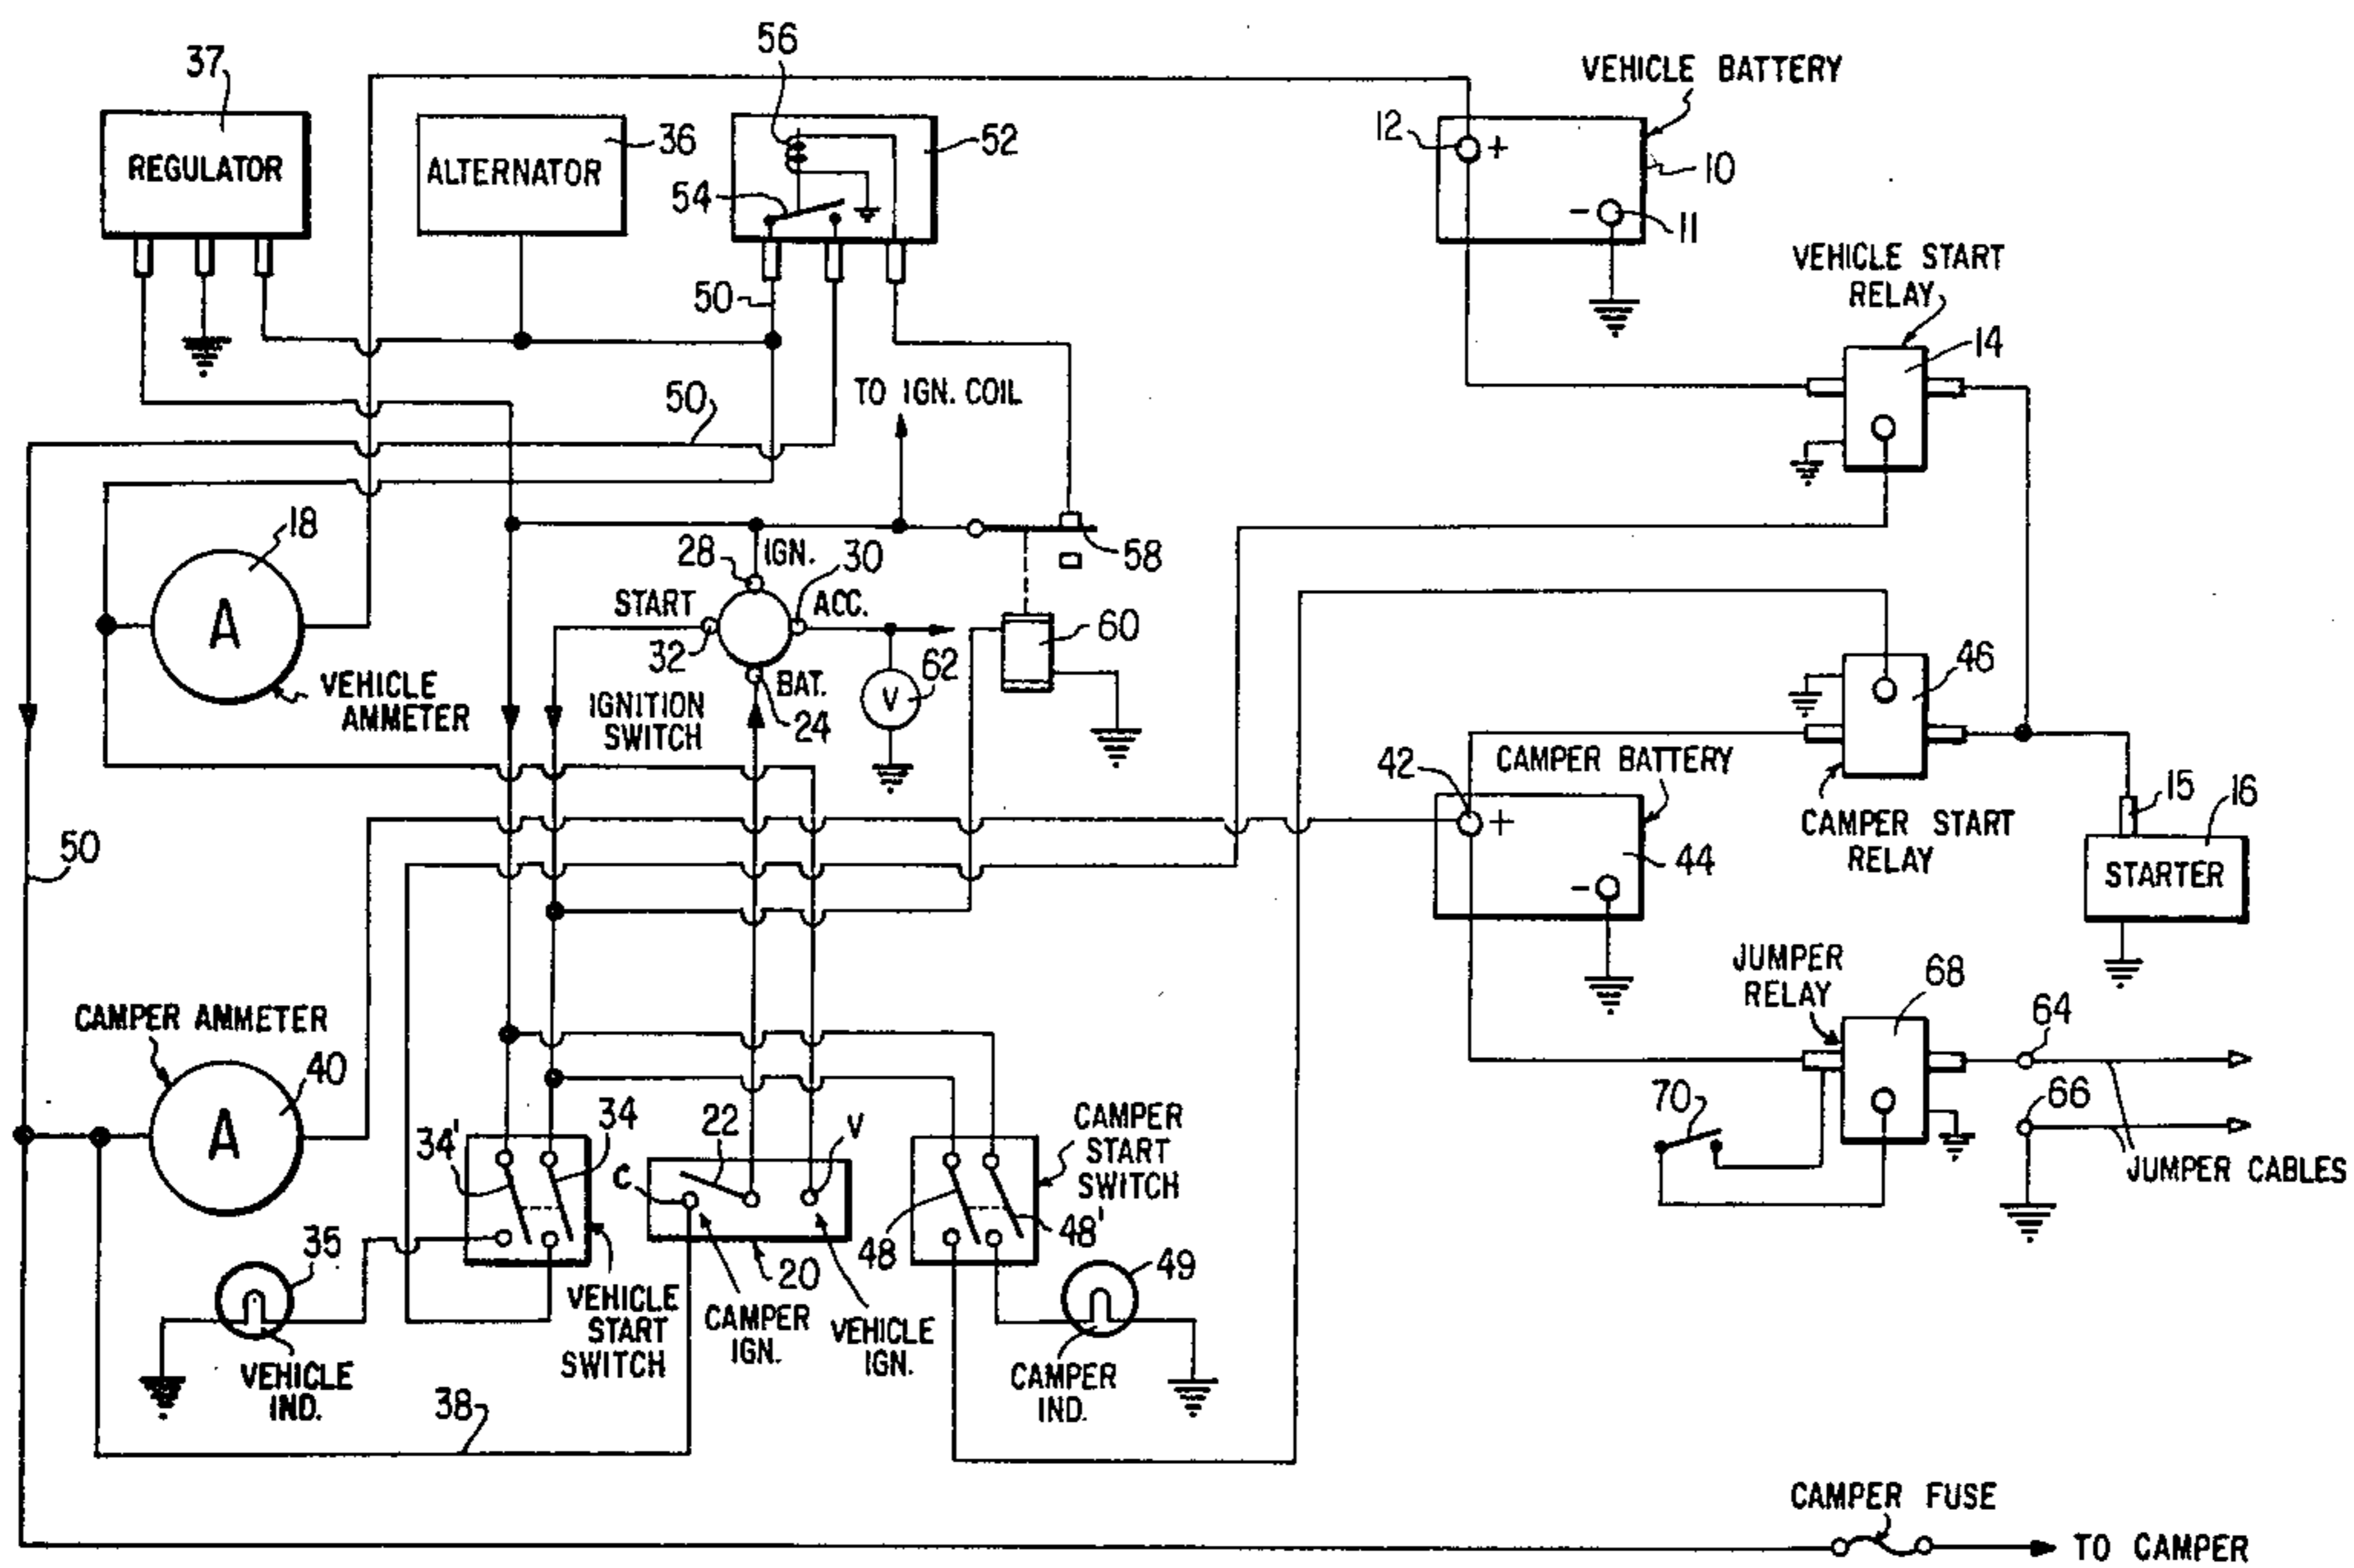 37
56
VEHICLE BATTERY
REGULATOR
ALTERNATOR
36
52
54
12
+
10
-
11
50
VEHICLE START
RELAY
14
50
TO IGN. COIL
18
A
VEHICLE
AMMETER
28
IGN.
30
58
START
ACC.
32
60
62
V
BAT.
24
IGNITION
SWITCH
46
CAMPER START
RELAY
42
CAMPER BATTERY
+
44
-
15
16
STARTER
50
JUMPER
RELAY
68
64
66
70
JUMPER CABLES
CAMPER AMMETER
40
A
34'
34
22
C
V
CAMPER
START
SWITCH
48
48'
35
VEHICLE
IND.
VEHICLE
START
SWITCH
20
CAMPER
IGN.
VEHICLE
IGN.
49
CAMPER
IND.
38
CAMPER FUSE
TO CAMPER